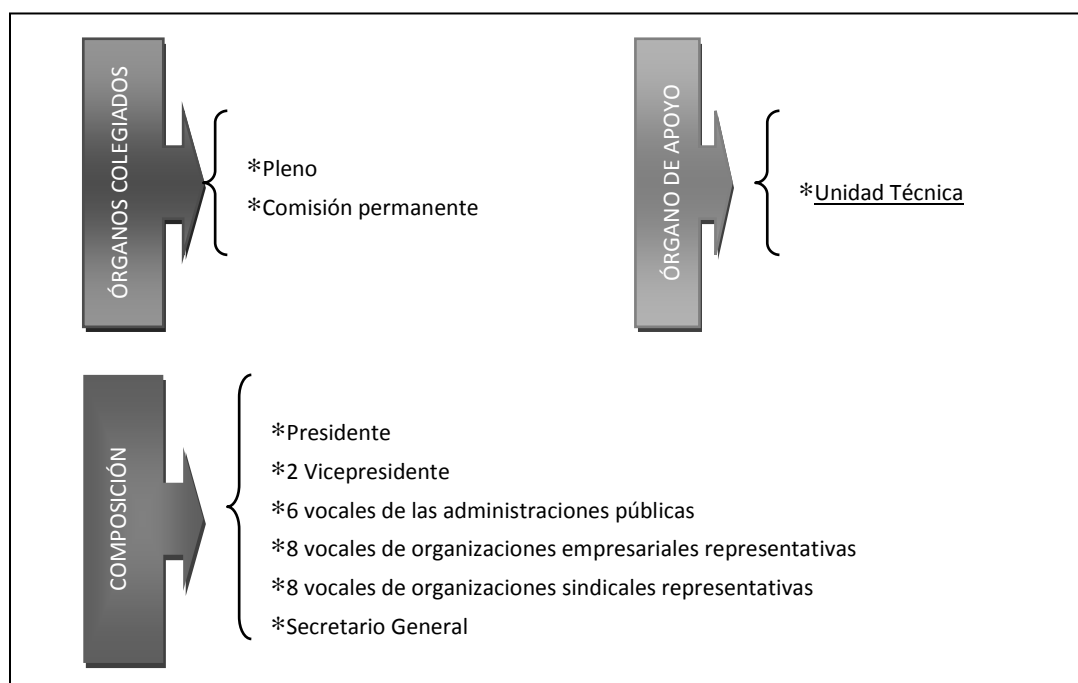 ÓRGANOS COLEGIADOS
*Pleno
*Comisión permanente
ÓRGANO DE APOYO
*Unidad Técnica
COMPOSICIÓN
*Presidente
*2 Vicepresidente
*6 vocales de las administraciones públicas
*8 vocales de organizaciones empresariales representativas
*8 vocales de organizaciones sindicales representativas
*Secretario General